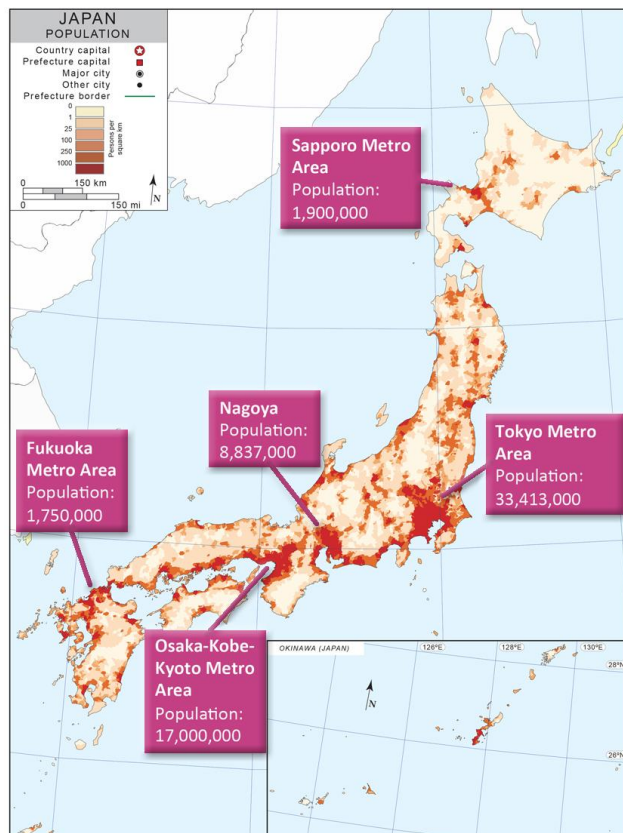 JAPAN
POPULATION
Country capital
Prefecture capital
Major city
Other city
Prefecture border
0
1
25
100
250
1000
Persons per
square km
0 150 km
0 150 mi
N
Sapporo Metro
Area
Population:
1,900,000
Nagoya
Population:
8,837,000
Tokyo Metro
Area
Population:
33,413,000
Fukuoka
Metro Area
Population:
1,750,000
Osaka-Kobe-
Kyoto Metro
Area
Population:
17,000,000
OKINAWA (JAPAN)
126°E
128°E
130°E
28°N
26°N
N